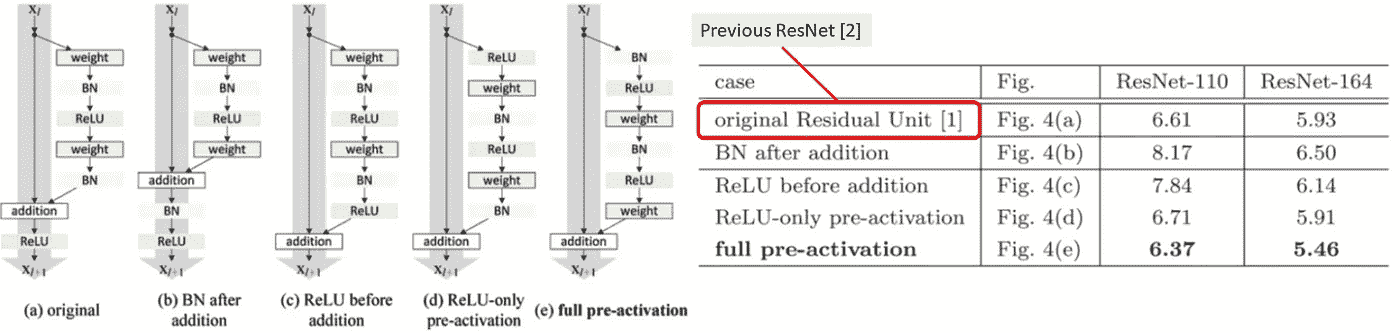 x_l
weight
BN
ReLU
weight
BN
addition
ReLU
x_{l+1}
(a) original
x_l
weight
BN
ReLU
weight
addition
BN
ReLU
x_{l+1}
(b) BN after
addition
x_l
weight
BN
ReLU
weight
BN
ReLU
addition
x_{l+1}
(c) ReLU before
addition
x_l
ReLU
weight
BN
ReLU
weight
BN
addition
x_{l+1}
(d) ReLU-only
pre-activation
x_l
BN
ReLU
weight
BN
ReLU
weight
addition
x_{l+1}
(e) full pre-activation
Previous ResNet [2]
case Fig. ResNet-110 ResNet-164
original Residual Unit [1] Fig. 4(a) 6.61 5.93
BN after addition Fig. 4(b) 8.17 6.50
ReLU before addition Fig. 4(c) 7.84 6.14
ReLU-only pre-activation Fig. 4(d) 6.71 5.91
full pre-activation Fig. 4(e) 6.37 5.46